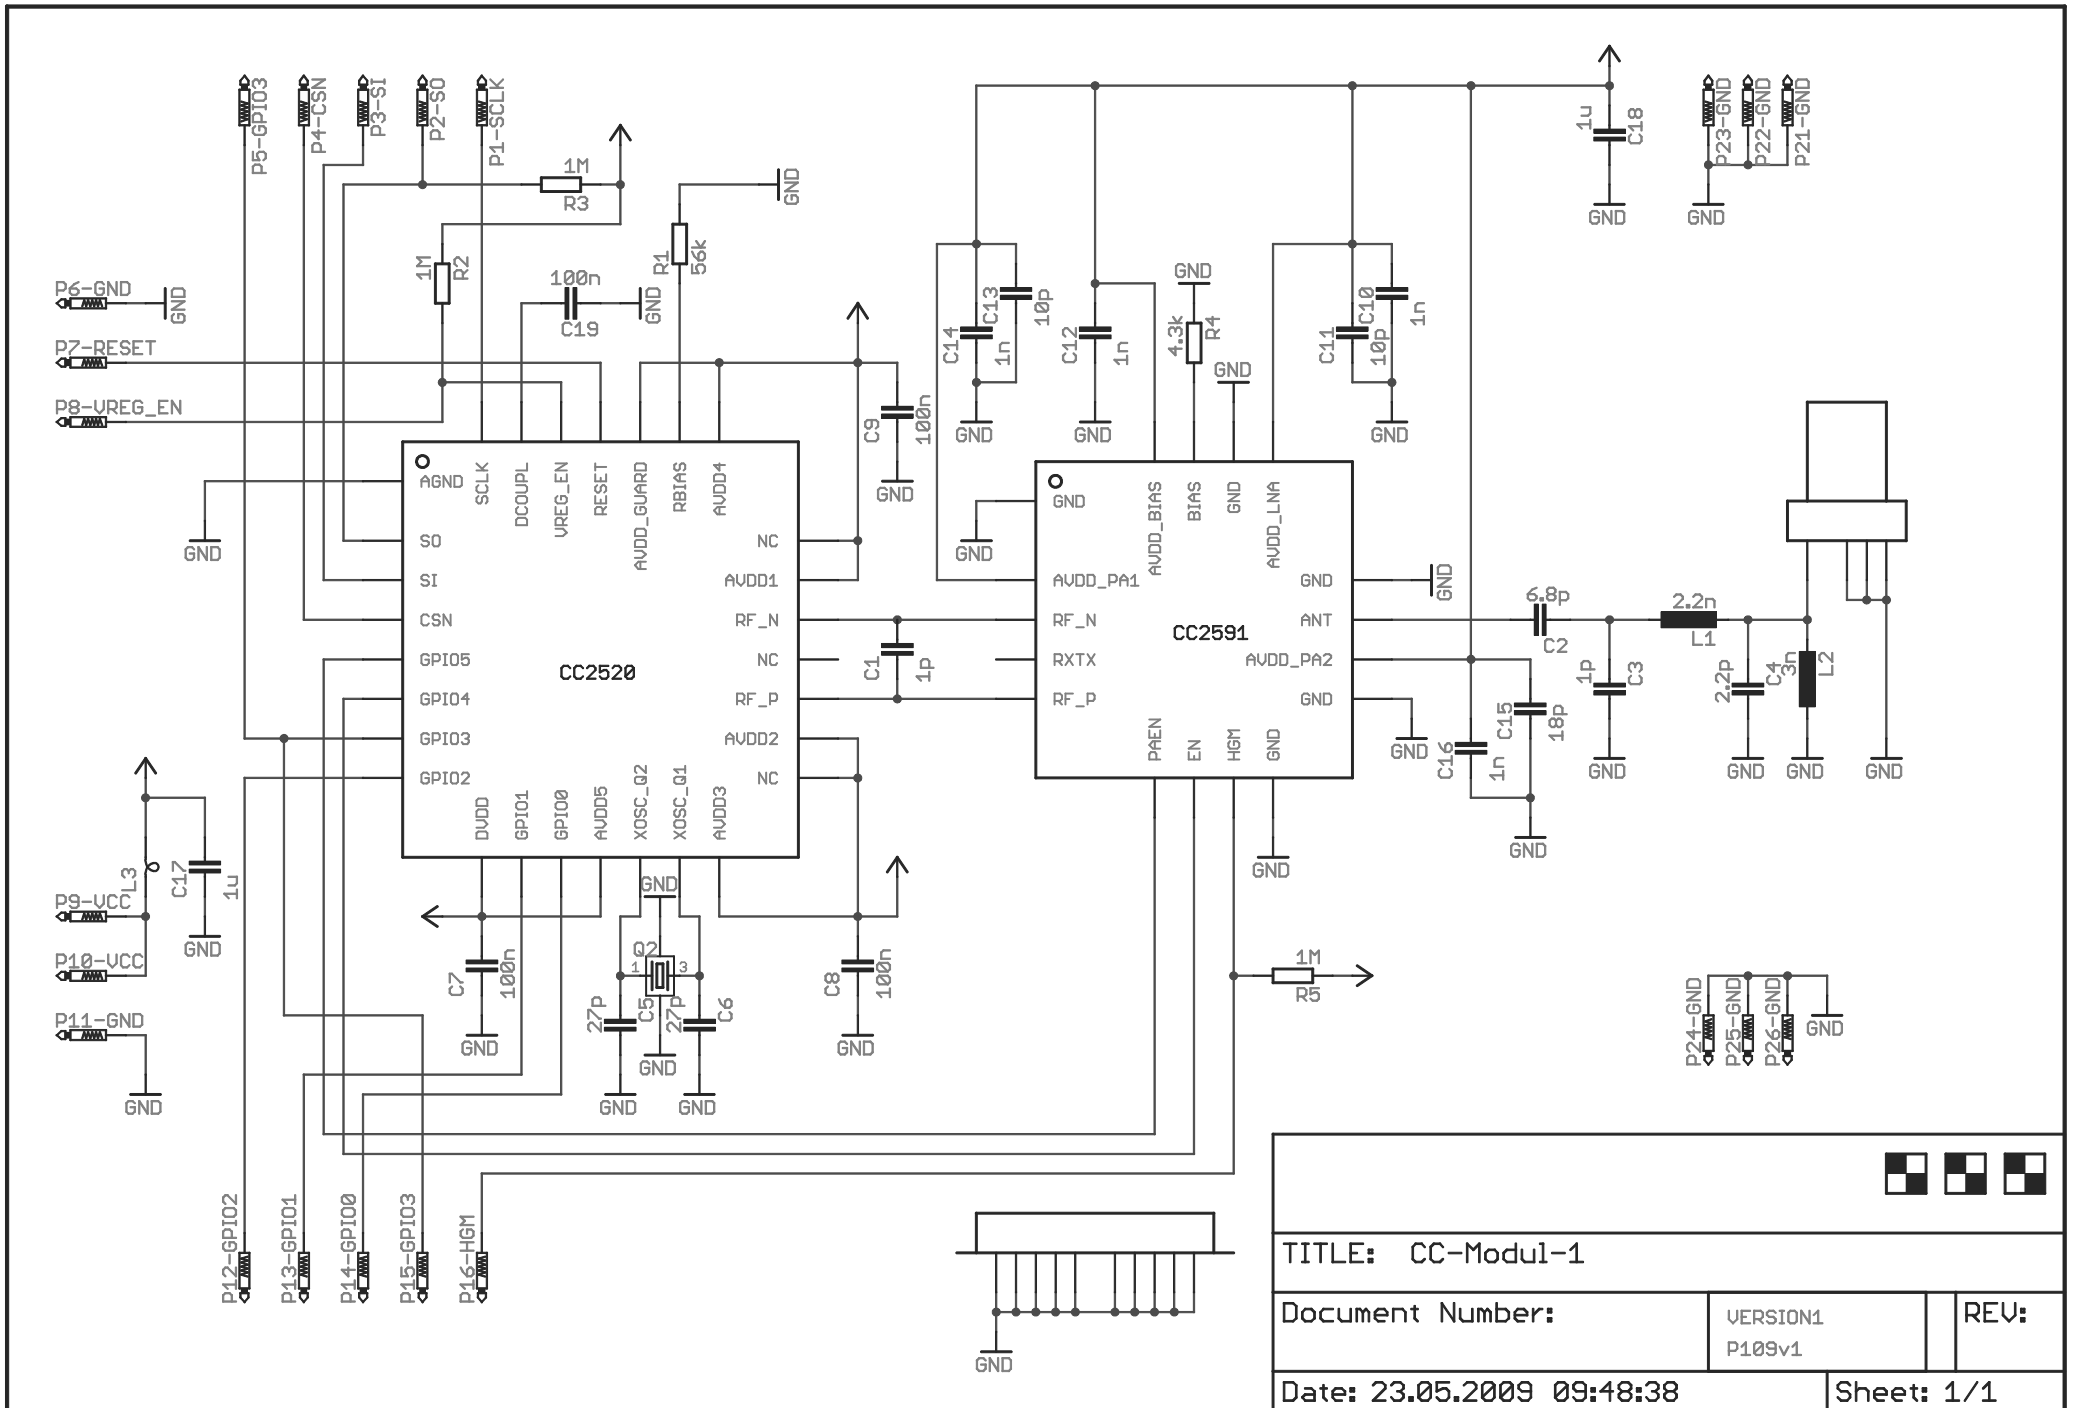 P5-GPIO3
P4-CSN
P3-SI
P2-SO
P1-SCLK
1M
R3
GND
R1
56k
1M
R2
100n
C19
GND
P6-GND
GND
P7-RESET
P8-VREG_EN
C9
100n
GND
GND
AGND
SO
SI
CSN
GPIO5
GPIO4
GPIO3
GPIO2
SCLK
DCOUPL
VREG_EN
RESET
AVDD_GUARD
RBIAS
AVDD4
NC
AVDD1
RF_N
NC
RF_P
AVDD2
NC
CC2520
DVDD
GPIO1
GPIO0
AVDD5
XOSC_Q2
XOSC_Q1
AVDD3
C1
1p
C14
1n
C13
10p
GND
C12
1n
GND
GND
4.3k
R4
GND
C11
10p
C10
1n
GND
1u
C18
GND
P23-GND
P22-GND
P21-GND
GND
GND
GND
AVDD_PA1
RF_N
RXTX
RF_P
AVDD_BIAS
BIAS
GND
AVDD_LNA
GND
ANT
AVDD_PA2
GND
CC2591
PAEN
EN
HGM
GND
GND
GND
GND
6.8p
C2
2.2n
L1
1p
C3
2.2p
C4
3n
L2
C16
1n
C15
18p
GND
GND
GND
GND
GND
L3
C17
1u
GND
P9-VCC
P10-VCC
P11-GND
GND
C7
100n
GND
GND
Q2
1
3
27p
C5
27p
C6
GND
GND
GND
C8
100n
GND
1M
R5
P24-GND
P25-GND
P26-GND
GND
P12-GPIO2
P13-GPIO1
P14-GPIO0
P15-GPIO3
P16-HGM
GND
TITLE: CC-Modul-1
Document Number:
VERSION1
P109v1
REV:
Date: 23.05.2009 09:48:38
Sheet: 1/1